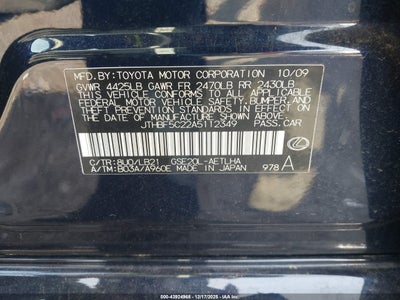 MFD.BY:TOYOTA MOTOR CORPORATION 10/09
GVWR 4425LB GAWR FR 2470LB RR 2430LB
THIS VEHICLE CONFORMS TO ALL APPLI-
CABLE FEDERAL MOTOR
VEHICLE SAFETY,BUMPER,AND
THEFT PREVENTION STANDARDS IN
EFFECT ON THE DATE OF
MANUFACTURE SHOWN ABOVE.
JTHBF5C22A5112349 PASS.CAR
C/TR:8U0/LB21 GSE20L-AETLHA
A/TM:B03A/A960E MADE IN JAPAN 978 A
000-43924968 12/17/2025 IAAI